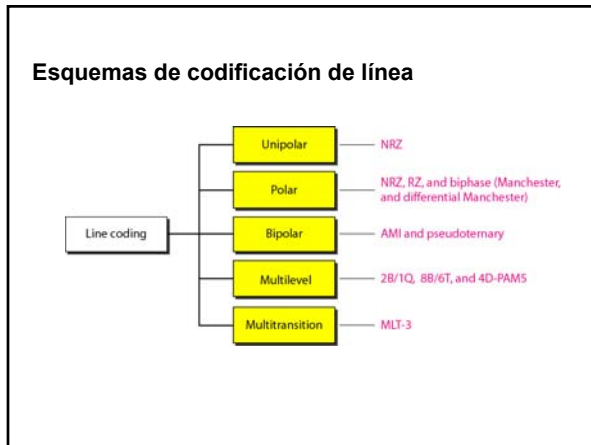 Esquemas de codificación de línea
Line coding
Unipolar
NRZ
Polar
NRZ, RZ, and biphase (Manchester,
and differential Manchester)
Bipolar
AMI and pseudoternary
Multilevel
2B/1Q, 8B/6T, and 4D-PAM5
Multitransition
MLT-3